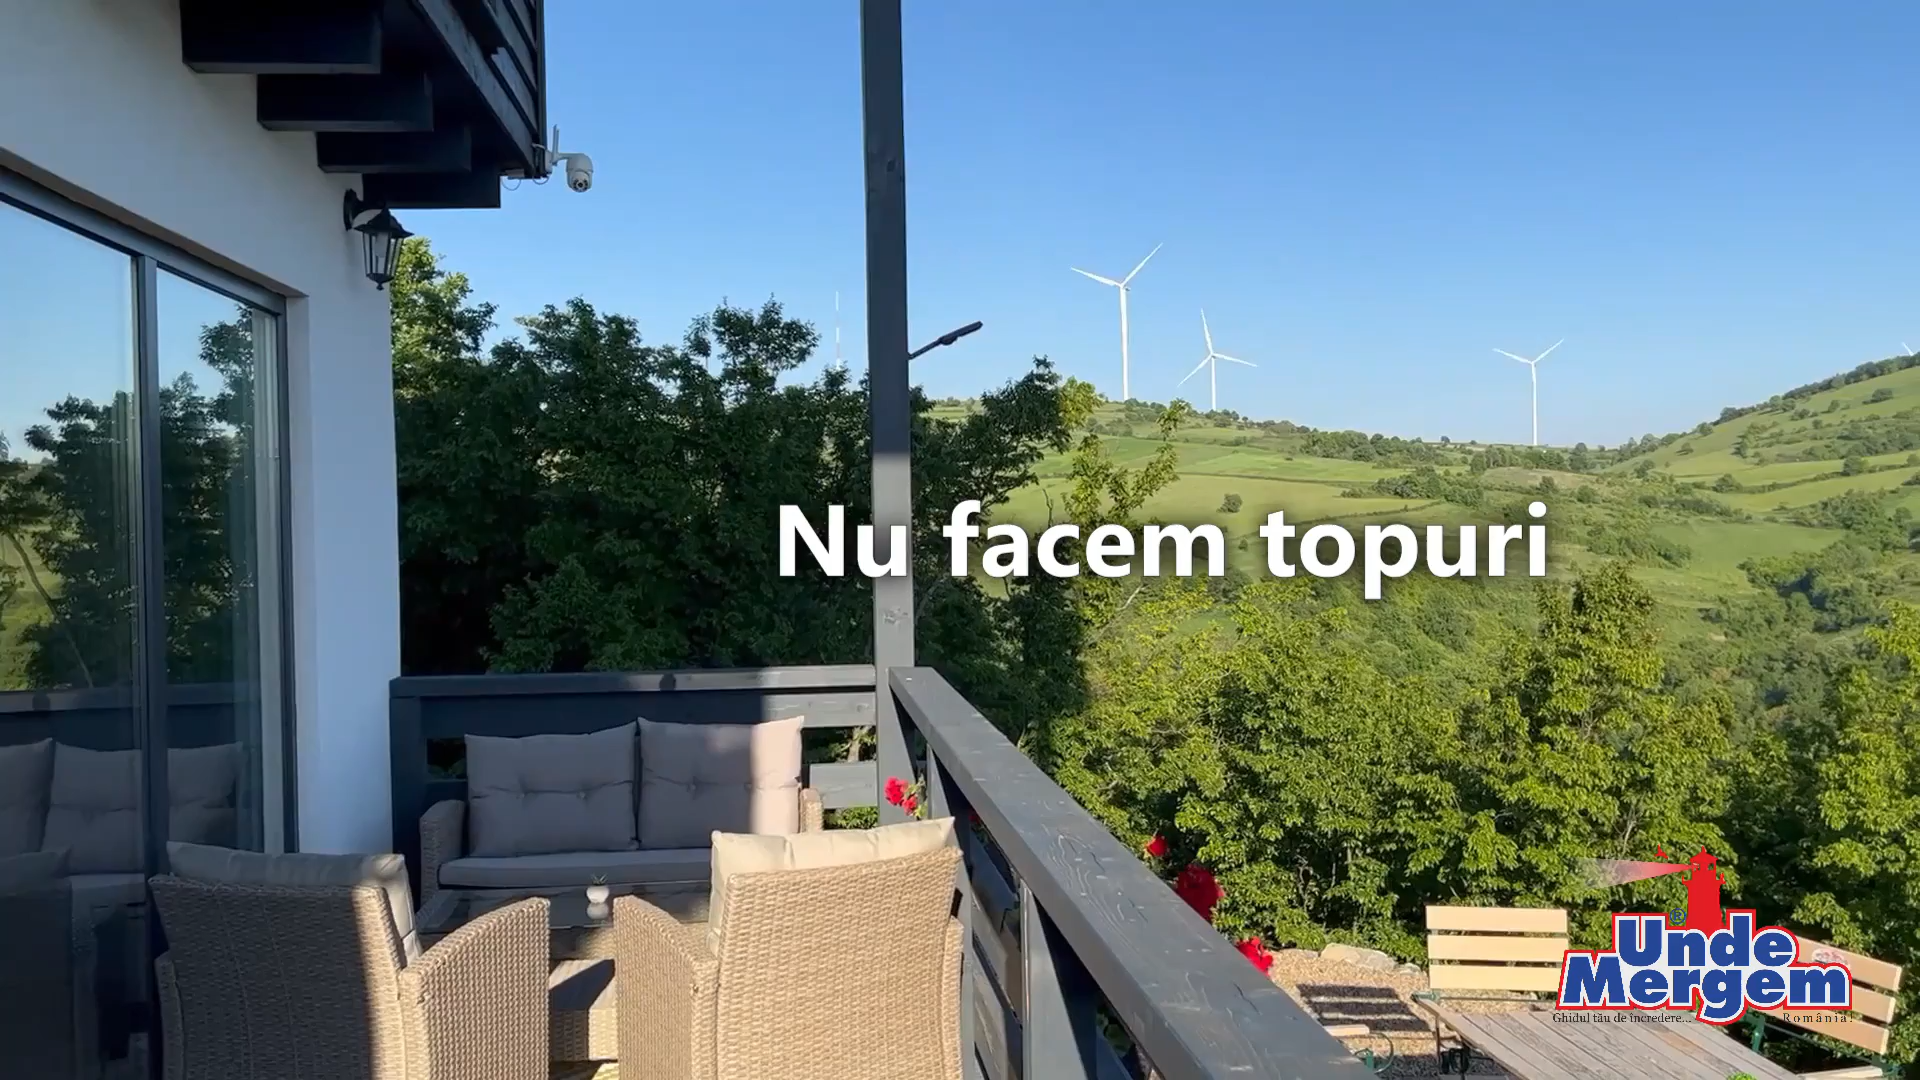 Nu facem topuri
®
Unde
Mergem
Ghidul tău de încredere... România!